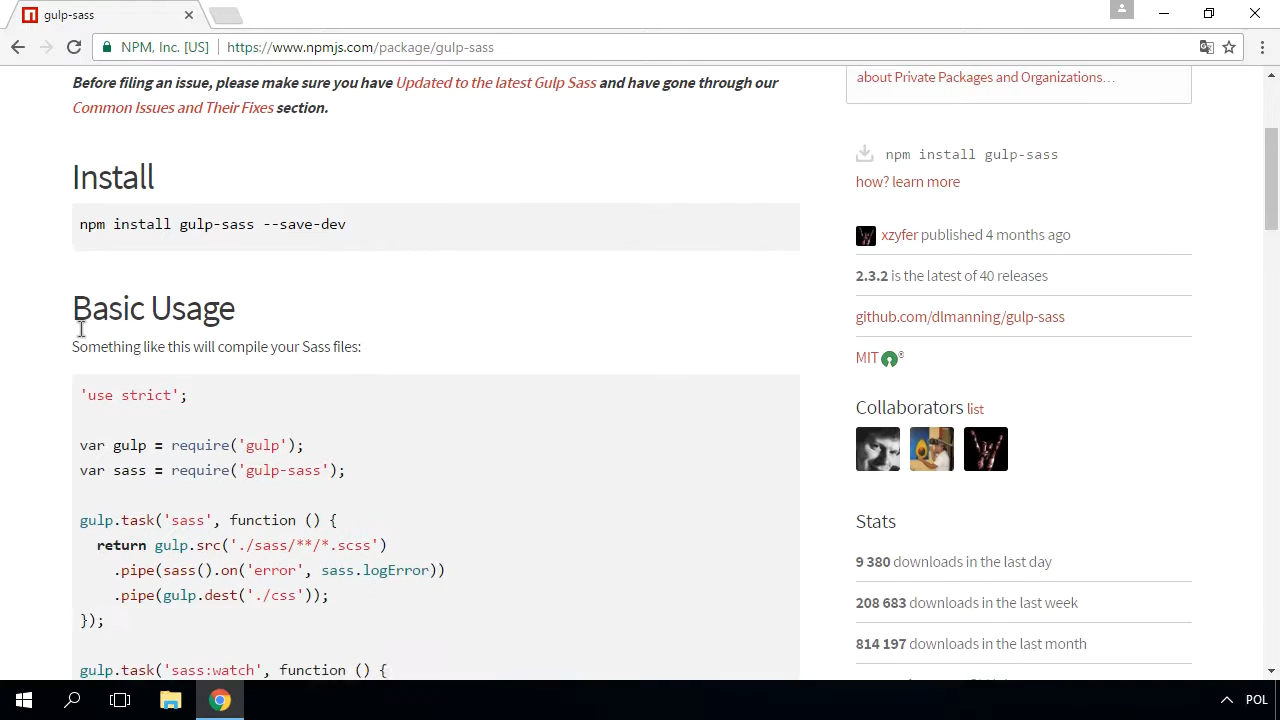 gulp-sass
NPM, Inc. [US] https://www.npmjs.com/package/gulp-sass
Before filing an issue, please make sure you have Updated to the latest Gulp Sass and have gone through our
Common Issues and Their Fixes section.
Install
npm install gulp-sass --save-dev
Basic Usage
Something like this will compile your Sass files:
'use strict';
var gulp = require('gulp');
var sass = require('gulp-sass');
gulp.task('sass', function () {
  return gulp.src('./sass/**/*.scss')
    .pipe(sass().on('error', sass.logError))
    .pipe(gulp.dest('./css'));
});
gulp.task('sass:watch', function () {
about Private Packages and Organizations…
npm install gulp-sass
how? learn more
xzyfer published 4 months ago
2.3.2 is the latest of 40 releases
github.com/dlmanning/gulp-sass
MIT ®
Collaborators list
Stats
9 380 downloads in the last day
208 683 downloads in the last week
814 197 downloads in the last month
POL